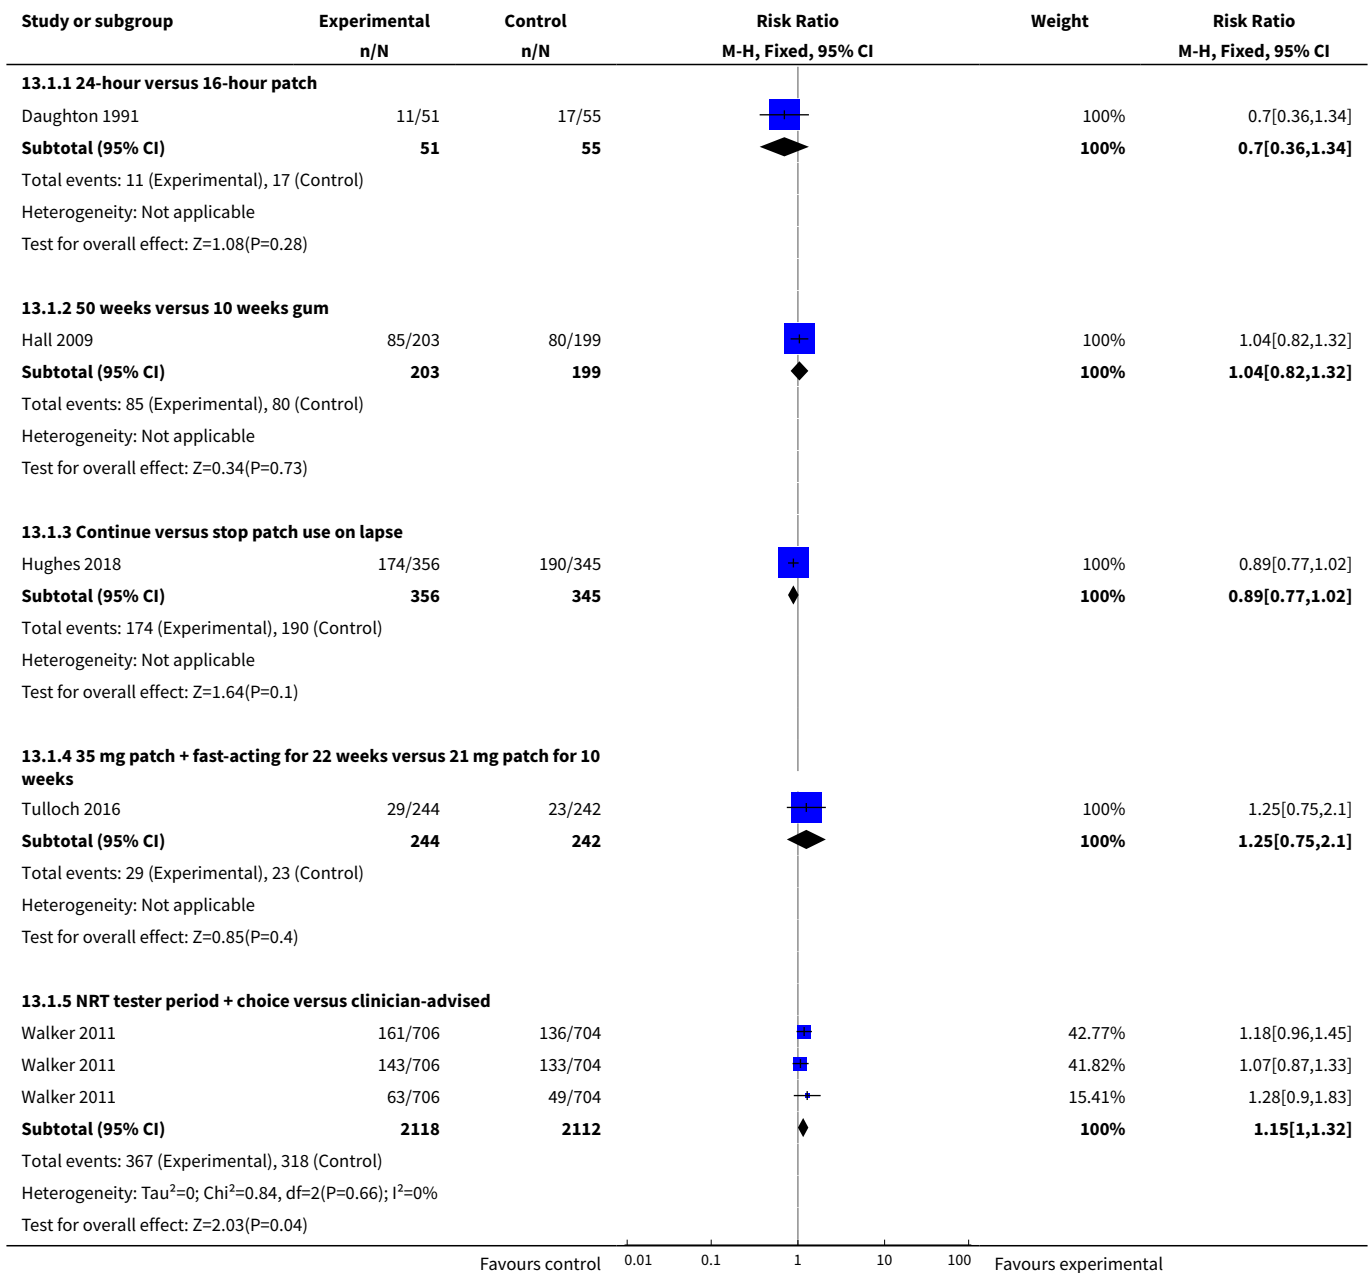 Study or subgroup Experimental Control Risk Ratio Weight Risk Ratio
n/N n/N M-H, Fixed, 95% CI M-H, Fixed, 95% CI
13.1.1 24-hour versus 16-hour patch
Daughton 1991 11/51 17/55 100% 0.7[0.36,1.34]
Subtotal (95% CI) 51 55 100% 0.7[0.36,1.34]
Total events: 11 (Experimental), 17 (Control)
Heterogeneity: Not applicable
Test for overall effect: Z=1.08(P=0.28)
13.1.2 50 weeks versus 10 weeks gum
Hall 2009 85/203 80/199 100% 1.04[0.82,1.32]
Subtotal (95% CI) 203 199 100% 1.04[0.82,1.32]
Total events: 85 (Experimental), 80 (Control)
Heterogeneity: Not applicable
Test for overall effect: Z=0.34(P=0.73)
13.1.3 Continue versus stop patch use on lapse
Hughes 2018 174/356 190/345 100% 0.89[0.77,1.02]
Subtotal (95% CI) 356 345 100% 0.89[0.77,1.02]
Total events: 174 (Experimental), 190 (Control)
Heterogeneity: Not applicable
Test for overall effect: Z=1.64(P=0.1)
13.1.4 35 mg patch + fast-acting for 22 weeks versus 21 mg patch for 10
weeks
Tulloch 2016 29/244 23/242 100% 1.25[0.75,2.1]
Subtotal (95% CI) 244 242 100% 1.25[0.75,2.1]
Total events: 29 (Experimental), 23 (Control)
Heterogeneity: Not applicable
Test for overall effect: Z=0.85(P=0.4)
13.1.5 NRT tester period + choice versus clinician-advised
Walker 2011 161/706 136/704 42.77% 1.18[0.96,1.45]
Walker 2011 143/706 133/704 41.82% 1.07[0.87,1.33]
Walker 2011 63/706 49/704 15.41% 1.28[0.9,1.83]
Subtotal (95% CI) 2118 2112 100% 1.15[1,1.32]
Total events: 367 (Experimental), 318 (Control)
Heterogeneity: Tau²=0; Chi²=0.84, df=2(P=0.66); I²=0%
Test for overall effect: Z=2.03(P=0.04)
Favours control 0.01 0.1 1 10 100 Favours experimental